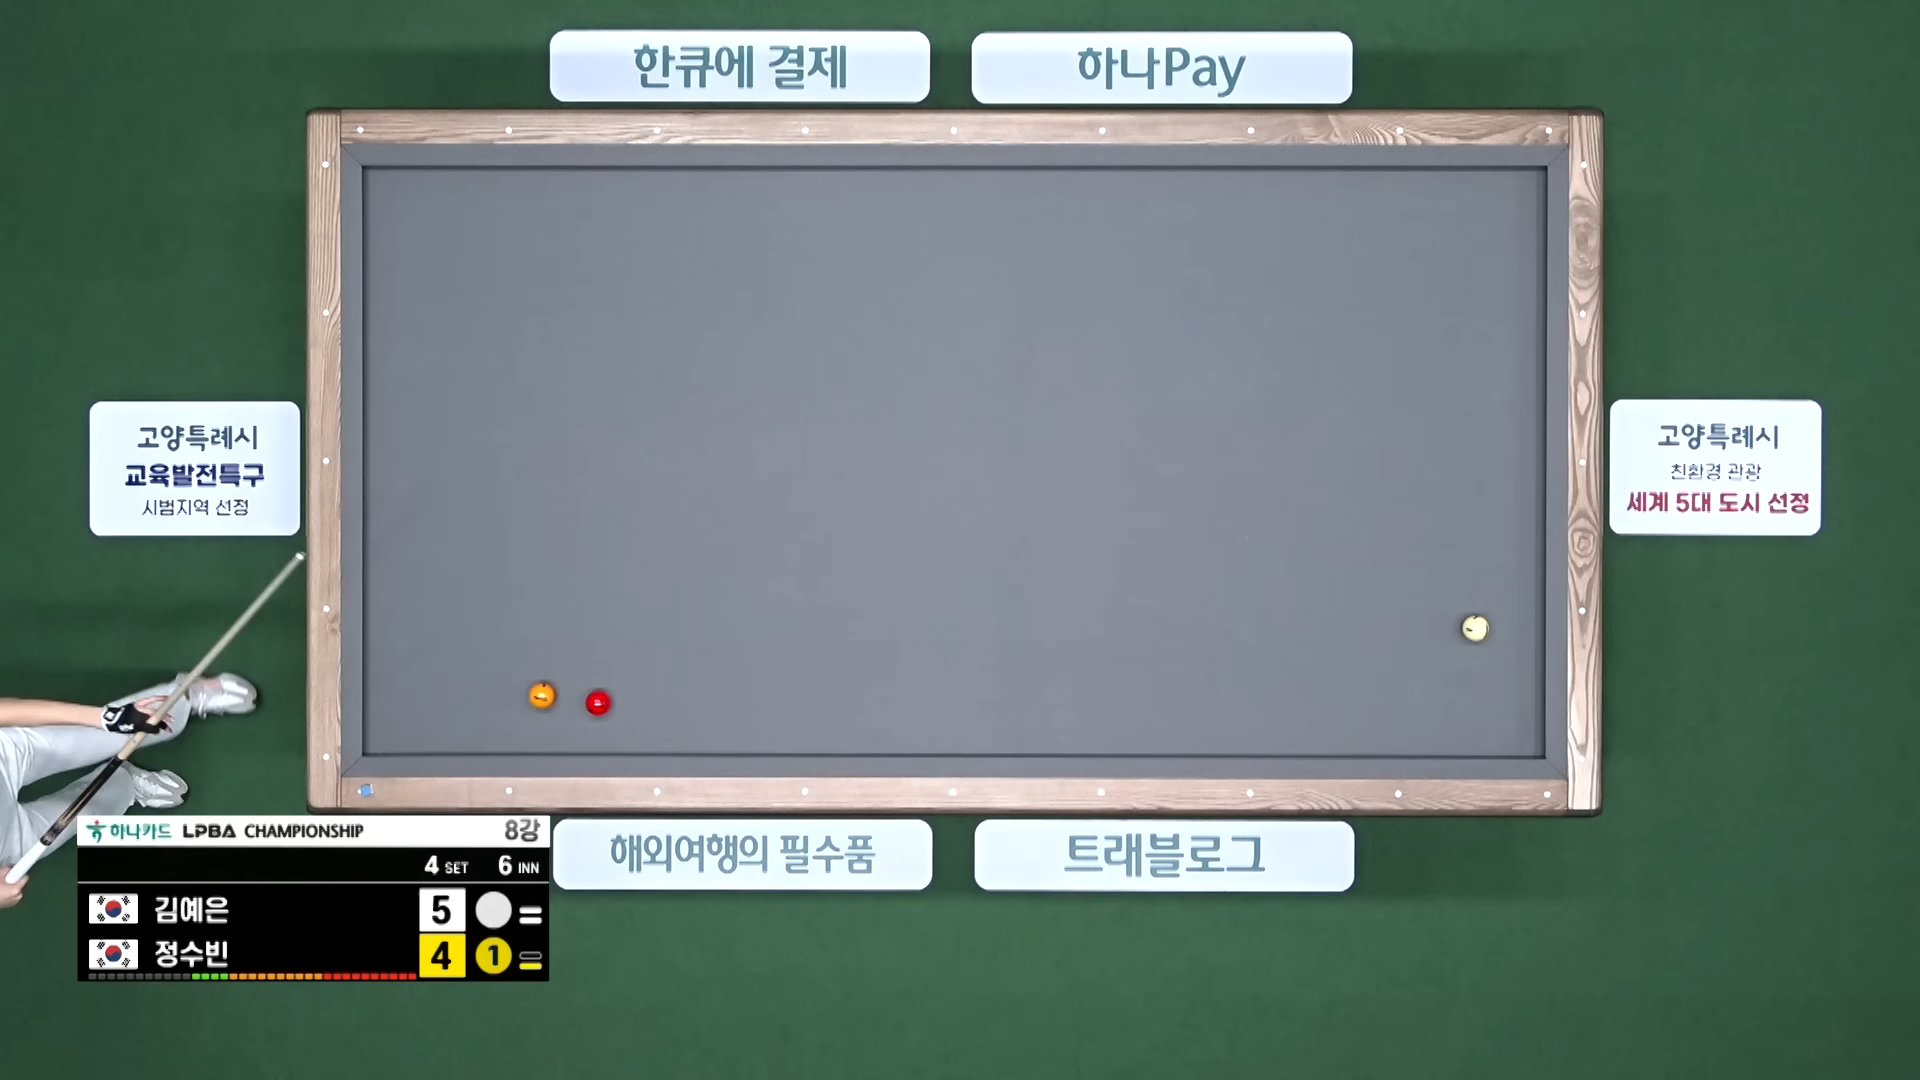 한큐에 결제
하나Pay
고양특례시
교육발전특구
시범지역 선정
고양특례시
친환경 관광
세계 5대 도시 선정
하나카드 LPBA CHAMPIONSHIP 8강
4 SET 6 INN
김예은 5
정수빈 4 1
해외여행의 필수품
트래블로그